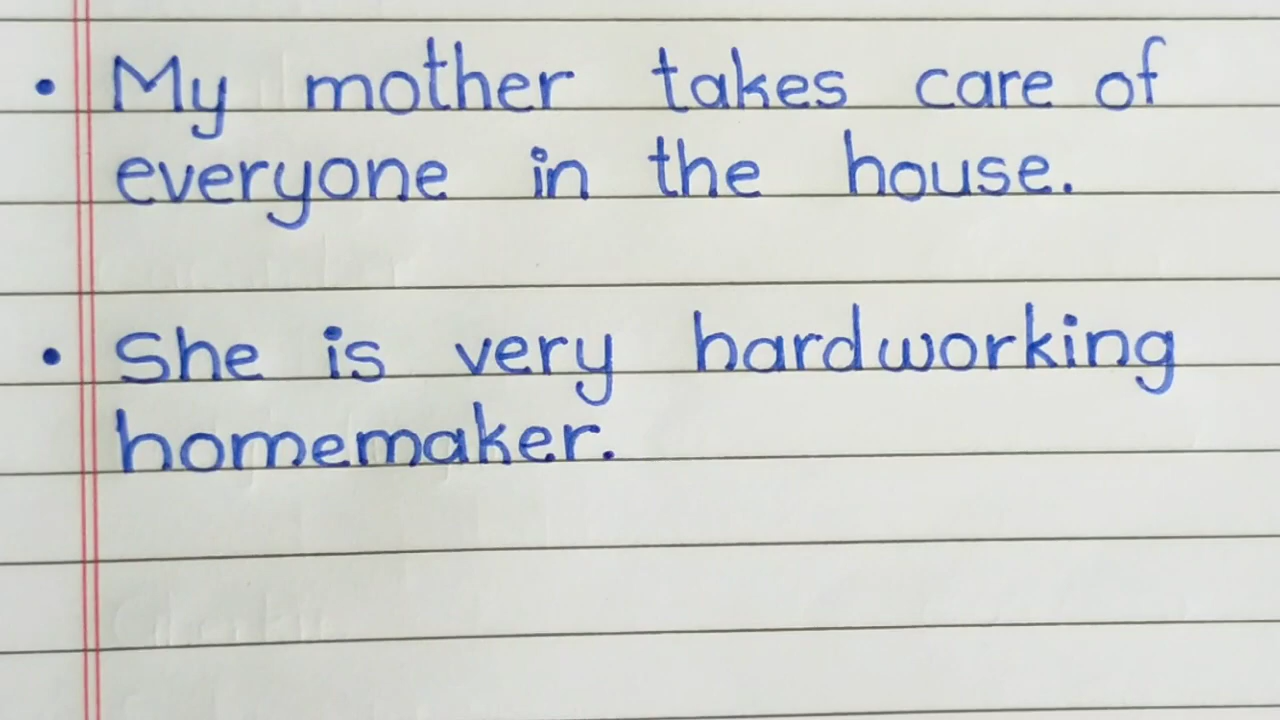 • My mother takes care of
everyone in the house.
• She is very hardworking
homemaker.